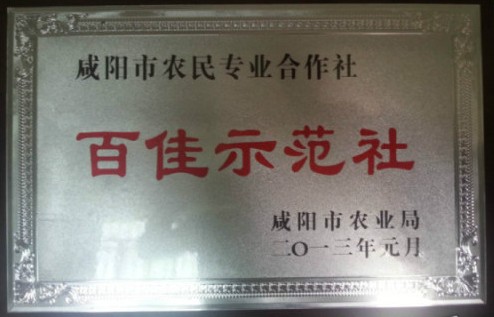 咸阳市农民专业合作社
百佳示范社
咸阳市农业局
二〇一三年元月